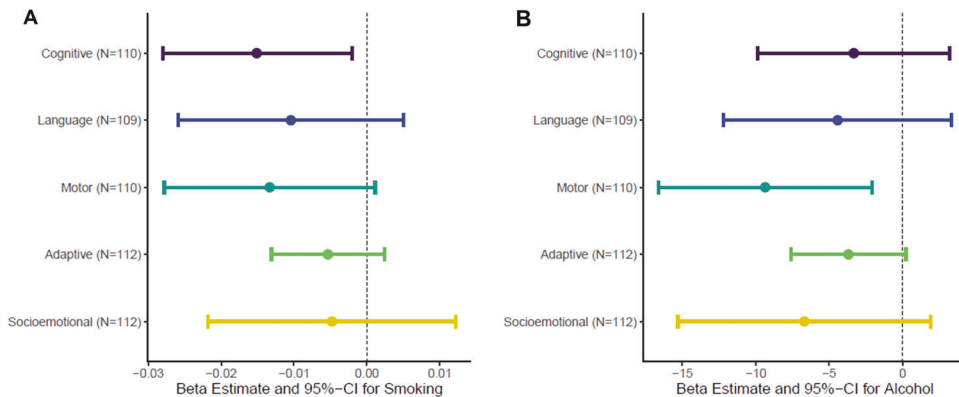 A
Cognitive (N=110)
Language (N=109)
Motor (N=110)
Adaptive (N=112)
Socioemotional (N=112)
−0.03 −0.02 −0.01 0.00 0.01
Beta Estimate and 95%−CI for Smoking
B
Cognitive (N=110)
Language (N=109)
Motor (N=110)
Adaptive (N=112)
Socioemotional (N=112)
−15 −10 −5 0
Beta Estimate and 95%−CI for Alcohol